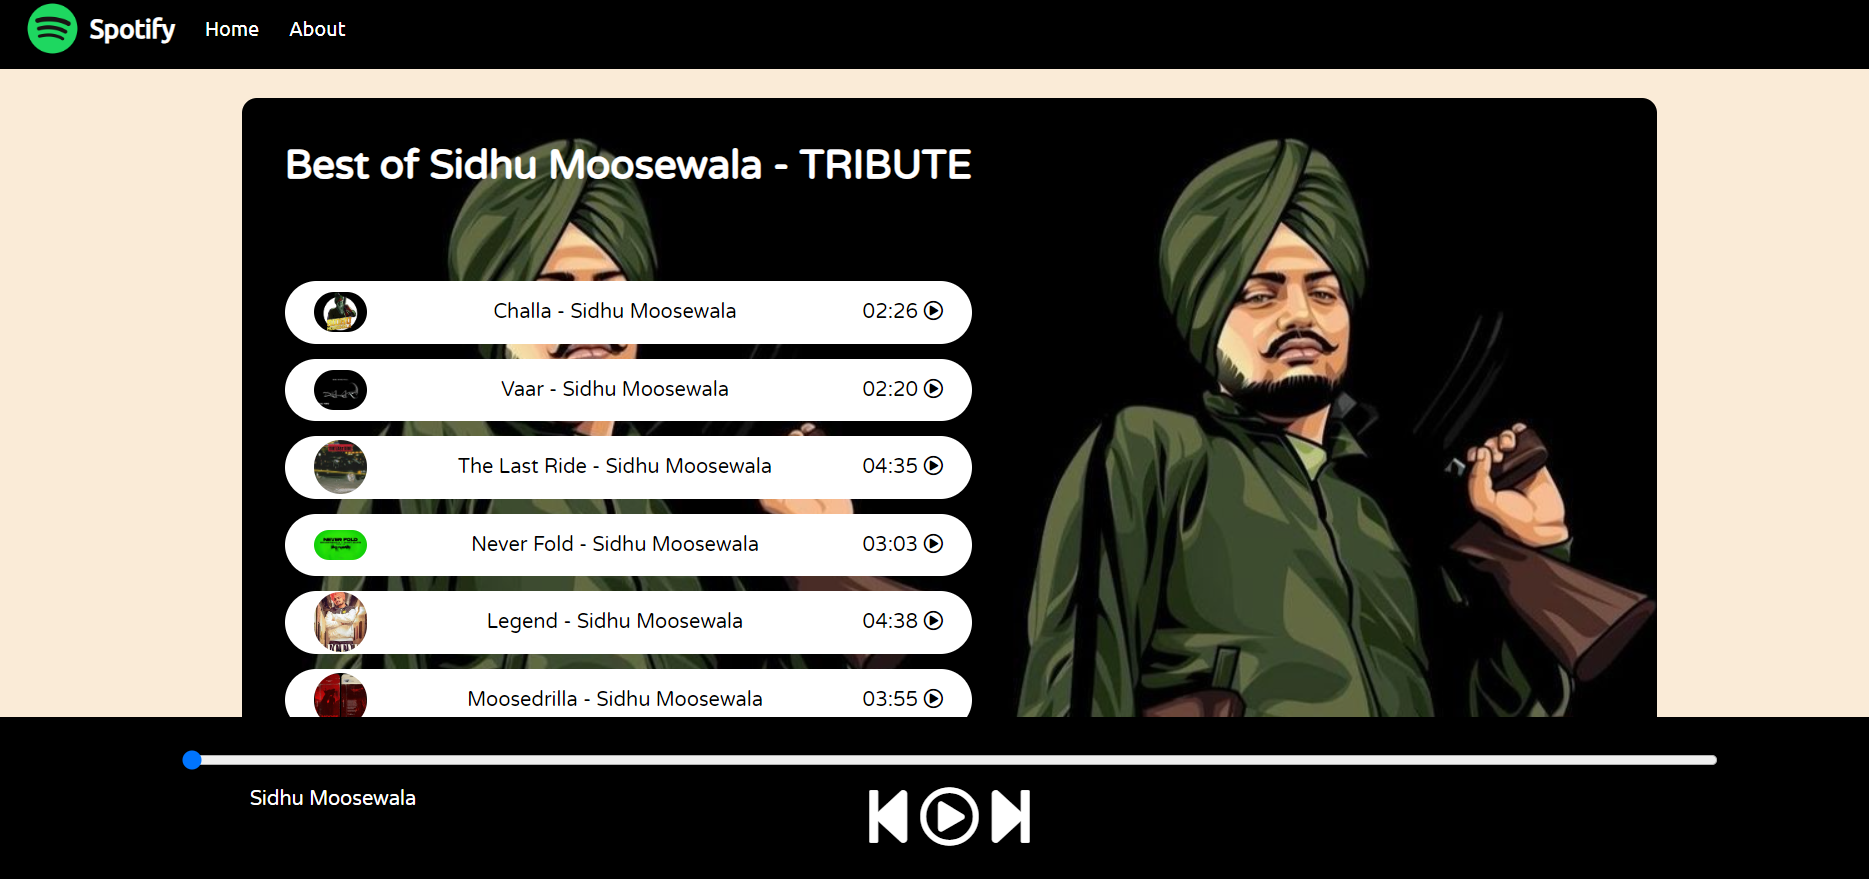 Spotify Home About
Best of Sidhu Moosewala - TRIBUTE
Challa - Sidhu Moosewala 02:26
Vaar - Sidhu Moosewala 02:20
The Last Ride - Sidhu Moosewala 04:35
NEVER FOLD
Never Fold - Sidhu Moosewala 03:03
Legend - Sidhu Moosewala 04:38
Moosedrilla - Sidhu Moosewala 03:55
Sidhu Moosewala